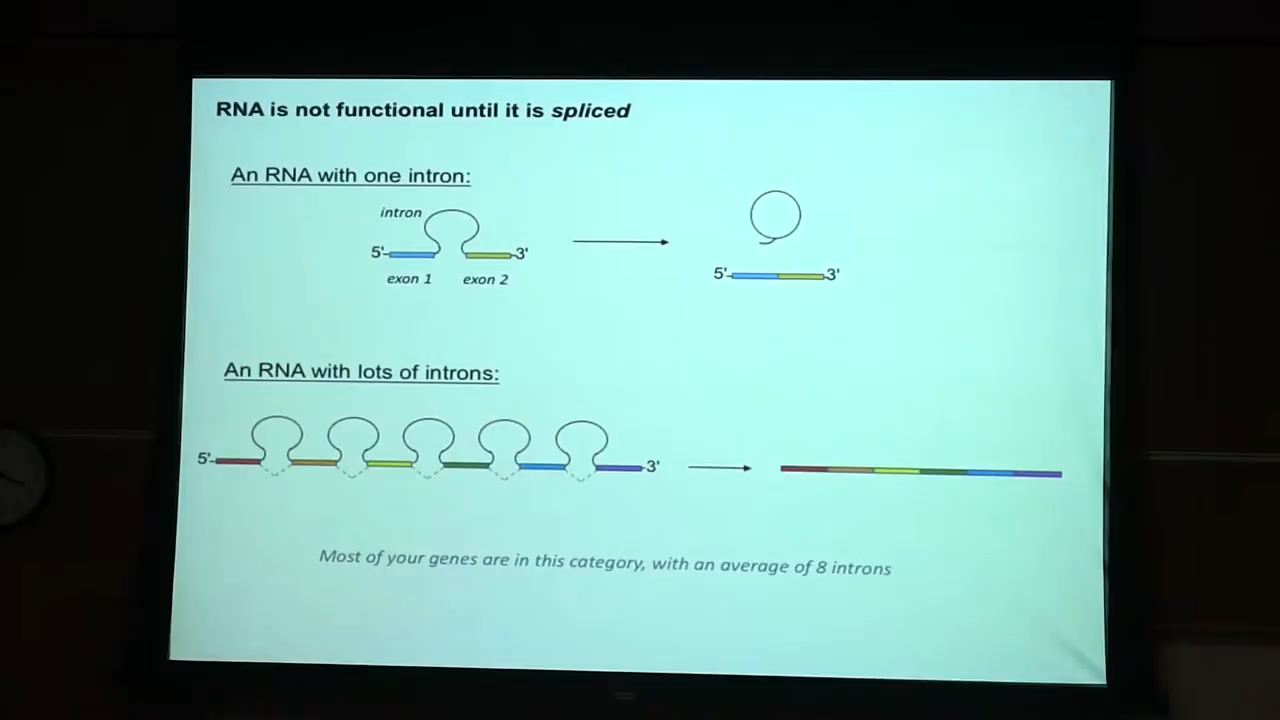 RNA is not functional until it is spliced
An RNA with one intron:
intron
5'
3'
exon 1
exon 2
5'
3'
An RNA with lots of introns:
5'
3'
Most of your genes are in this category, with an average of 8 introns